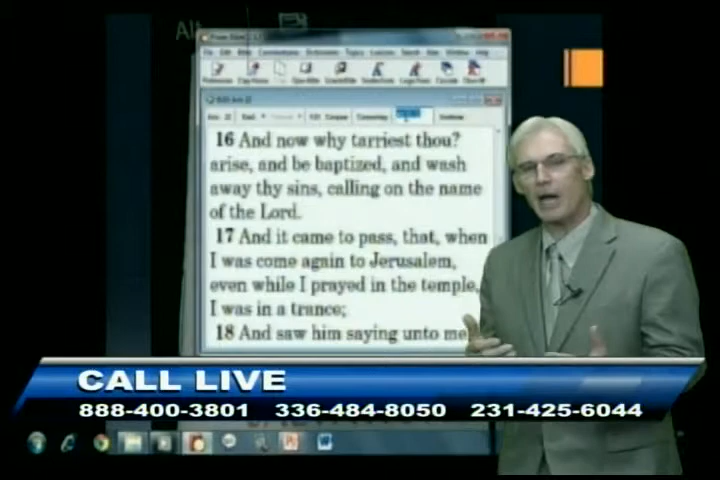 Alt
16 And now why tarriest thou?
arise, and be baptized, and wash
away thy sins, calling on the name
of the Lord.
17 And it came to pass, that, when
I was come again to Jerusalem,
even while I prayed in the temple,
I was in a trance;
18 And saw him saying unto me
CALL LIVE
888-400-3801 336-484-8050 231-425-6044